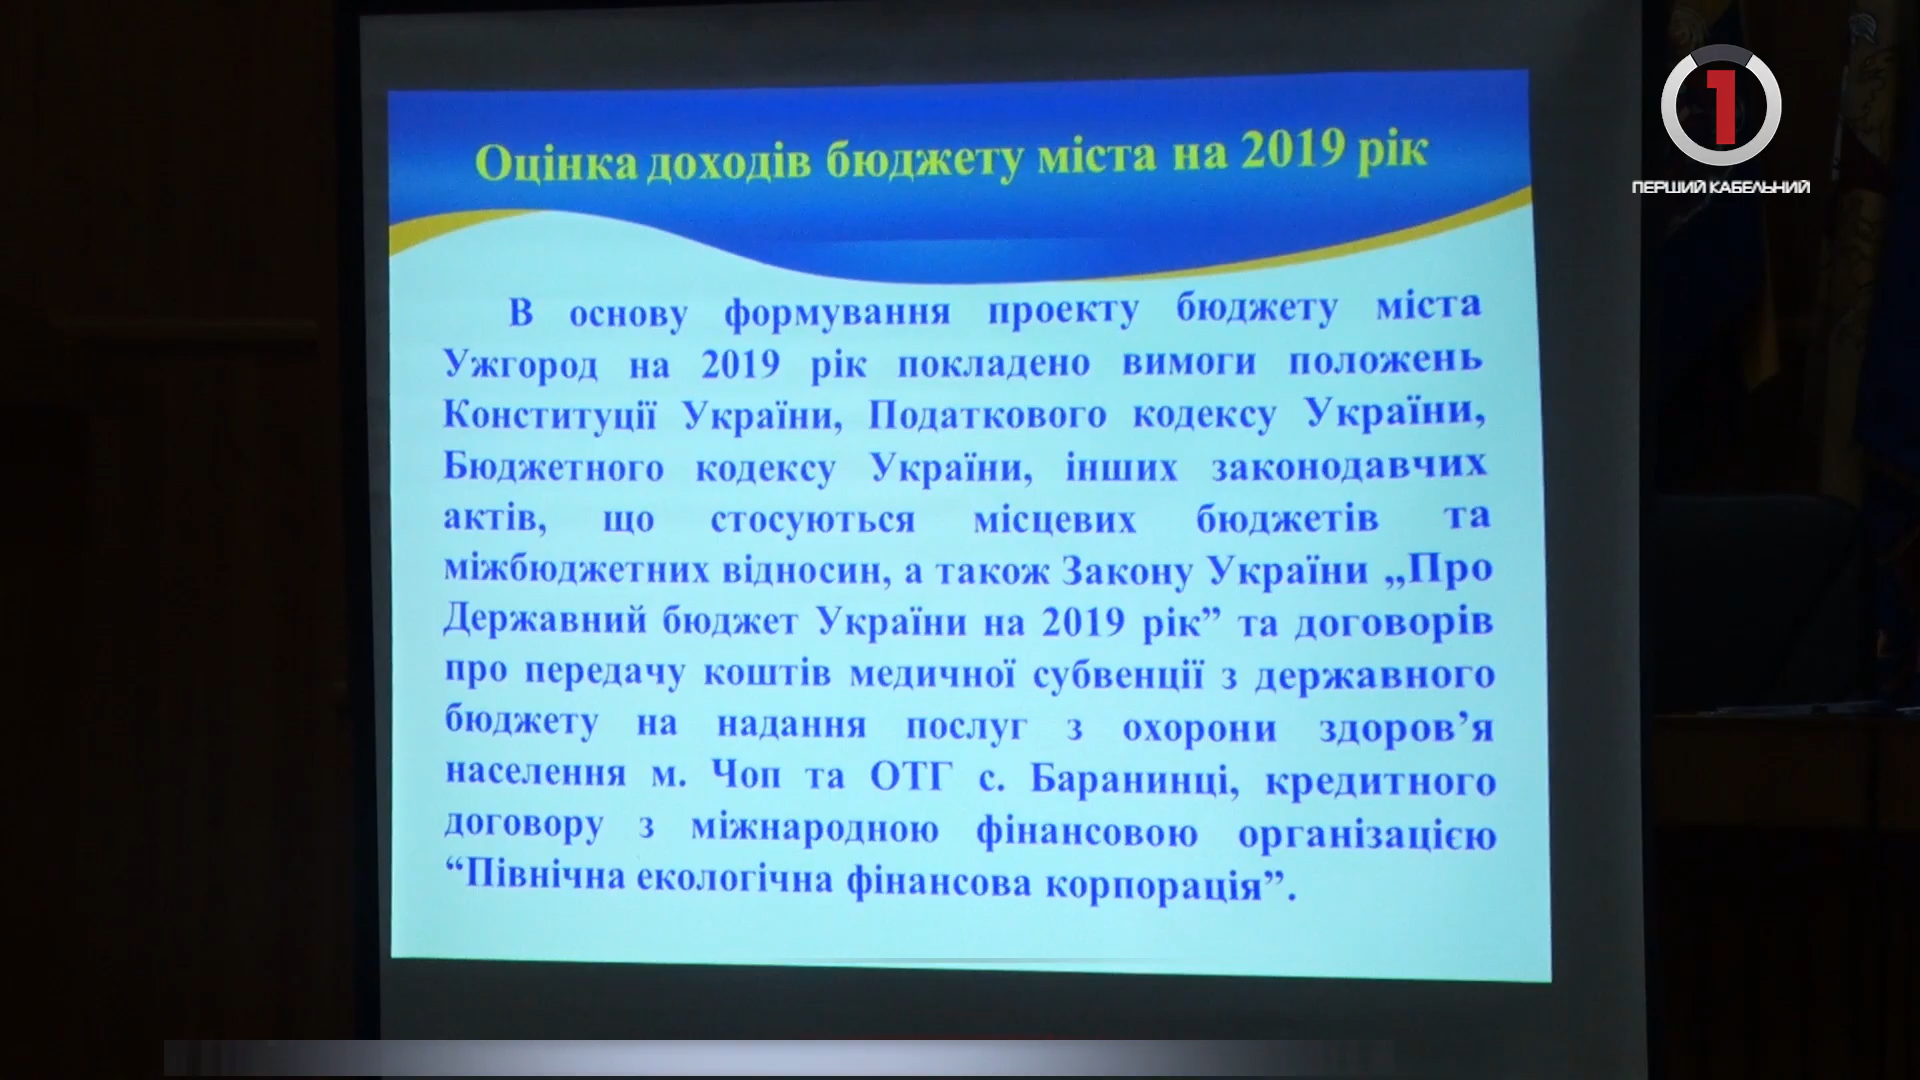 Оцінка доходів бюджету міста на 2019 рік
1
ПЕРШИЙ КАБЕЛЬНИЙ
В основу формування проекту бюджету міста
Ужгород на 2019 рік покладено вимоги положень
Конституції України, Податкового кодексу України,
Бюджетного кодексу України, інших законодавчих
актів, що стосуються місцевих бюджетів та
міжбюджетних відносин, а також Закону України „Про
Державний бюджет України на 2019 рік” та договорів
про передачу коштів медичної субвенції з державного
бюджету на надання послуг з охорони здоров’я
населення м. Чоп та ОТГ с. Баранинці, кредитного
договору з міжнародною фінансовою організацією
“Північна екологічна фінансова корпорація”.